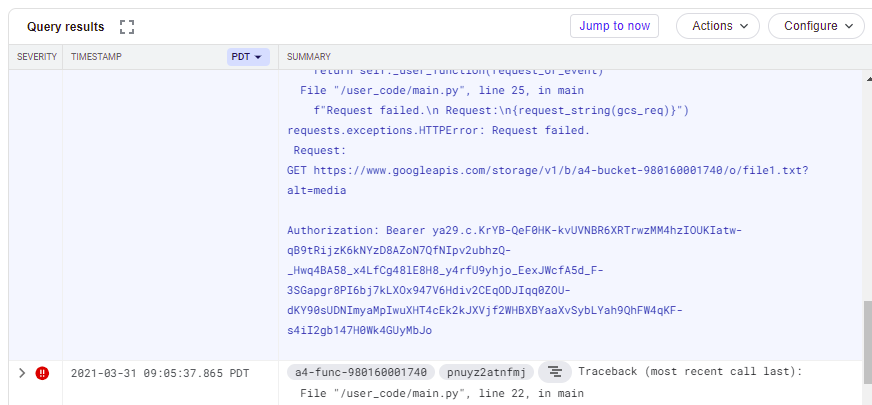 Query results
Jump to now
Actions
Configure
SEVERITY TIMESTAMP PDT SUMMARY
return self._user_function(request_or_event)
File "/user_code/main.py", line 25, in main
f"Request failed.\n Request:\n{request_string(gcs_req)}")
requests.exceptions.HTTPError: Request failed.
Request:
GET https://www.googleapis.com/storage/v1/b/a4-bucket-980160001740/o/file1.txt?
alt=media
Authorization: Bearer ya29.c.KrYB-QeF0HK-kvUVNBR6XRTrwzMM4hzIOUKIatw-
qB9tRijzK6kNYzD8AZoN7QfNIpv2ubhzQ-
_Hwq4BA58_x4LfCg48lE8H8_y4rfU9yhjo_EexJWcfA5d_F-
3SGapgr8PI6bj7kLXOx947V6Hdiv2CEqODJIqq0ZOU-
dKY90sUDNImyaMpIwuXHT4cEk2kJXVjf2WHBXBYaaXvSybLYah9QhFW4qKF-
s4iI2gb147H0Wk4GUyMbJo
2021-03-31 09:05:37.865 PDT a4-func-980160001740 pnuyz2atnfmj Traceback (most recent call last):
File "/user_code/main.py", line 22, in main